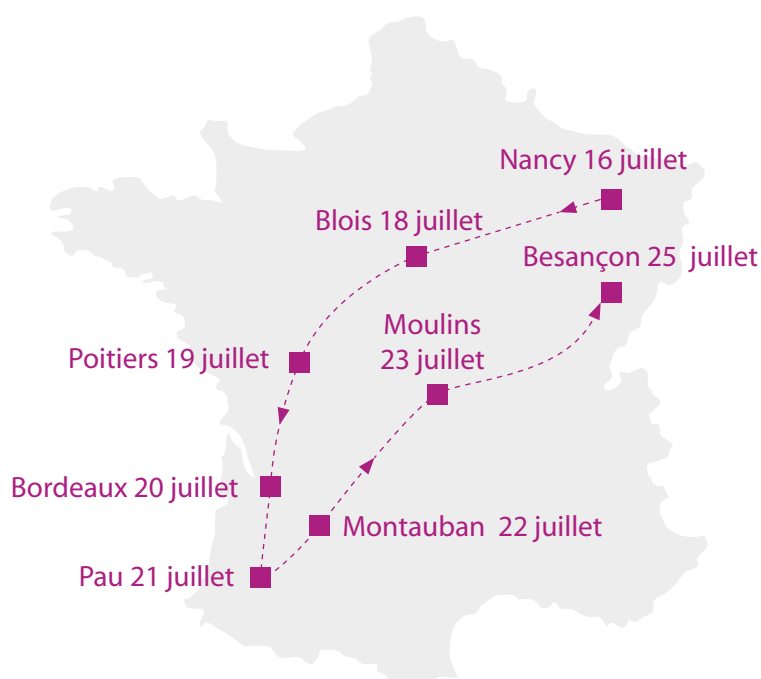 Nancy 16 juillet
Blois 18 juillet
Besançon 25 juillet
Moulins
23 juillet
Poitiers 19 juillet
Bordeaux 20 juillet
Montauban 22 juillet
Pau 21 juillet